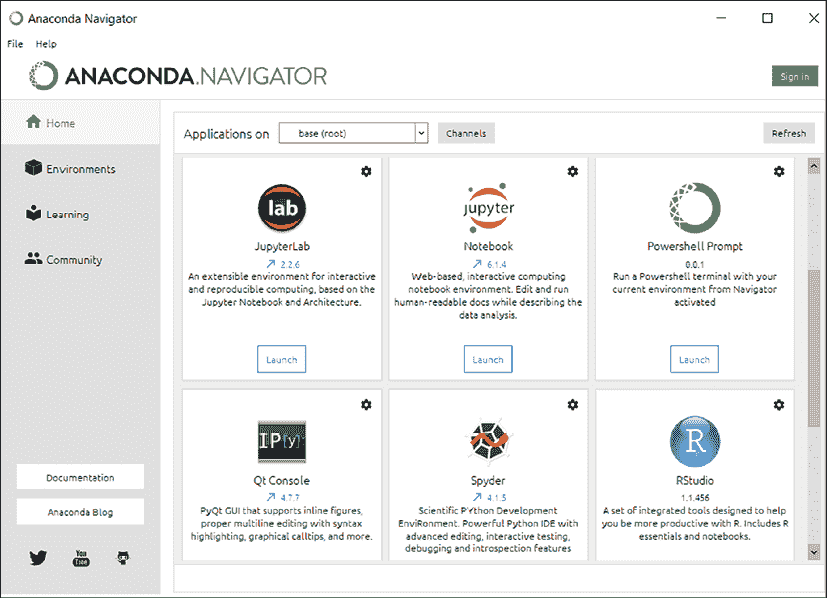 Anaconda Navigator
File Help
ANACONDA.NAVIGATOR
Sign in
Home
Environments
Learning
Community
Documentation
Anaconda Blog
You
Tube
Applications on base (root) Channels Refresh
lab
JupyterLab
2.2.6
An extensible environment for interactive
and reproducible computing, based on the
Jupyter Notebook and Architecture.
Launch
jupyter
Notebook
6.1.4
Web-based, interactive computing
notebook environment. Edit and run
human-readable docs while describing the
data analysis.
Launch
Powershell Prompt
0.0.1
Run a Powershell terminal with your
current environment from Navigator
activated
Launch
IP[y]:
Qt Console
4.7.7
PyQt GUI that supports inline figures,
proper multiline editing with syntax
highlighting, graphical calltips, and more.
Spyder
4.1.5
Scientific PYthon Development
EnviRonment. Powerful Python IDE with
advanced editing, interactive testing,
debugging and introspection features
R
RStudio
1.1.456
A set of integrated tools designed to help
you be more productive with R. Includes R
essentials and notebooks.